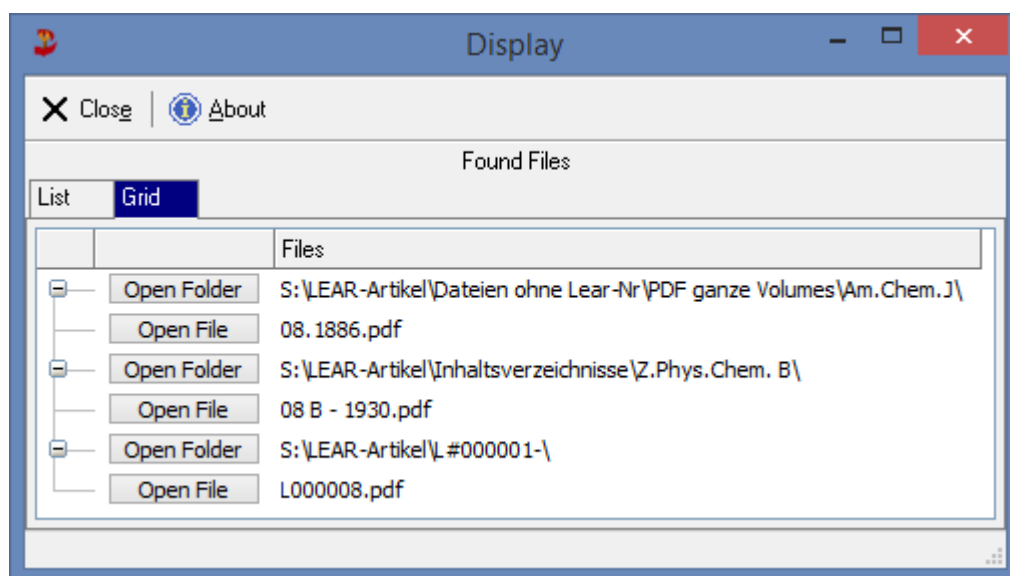 Display
Close About
Found Files
List Grid
Files
Open Folder S:\LEAR-Artikel\Dateien ohne Lear-Nr\PDF ganze Volumes\Am.Chem.J\
Open File 08.1886.pdf
Open Folder S:\LEAR-Artikel\Inhaltsverzeichnisse\Z.Phys.Chem. B\
Open File 08 B - 1930.pdf
Open Folder S:\LEAR-Artikel\L#000001-\
Open File L000008.pdf